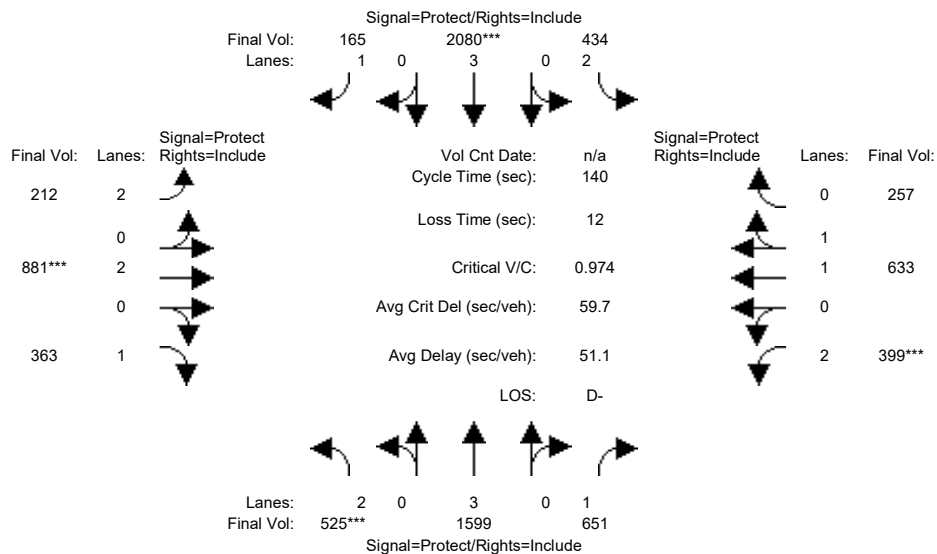 Signal=Protect/Rights=Include
Final Vol: 165 2080*** 434
Lanes: 1 0 3 0 2
Signal=Protect Signal=Protect
Final Vol: Lanes: Rights=Include Vol Cnt Date: n/a Rights=Include Lanes: Final Vol:
Cycle Time (sec): 140
212 2 0 257
Loss Time (sec): 12
0 1
881*** 2 Critical V/C: 0.974 1 633
0 Avg Crit Del (sec/veh): 59.7 0
363 1 Avg Delay (sec/veh): 51.1 2 399***
LOS: D-
Lanes: 2 0 3 0 1
Final Vol: 525*** 1599 651
Signal=Protect/Rights=Include